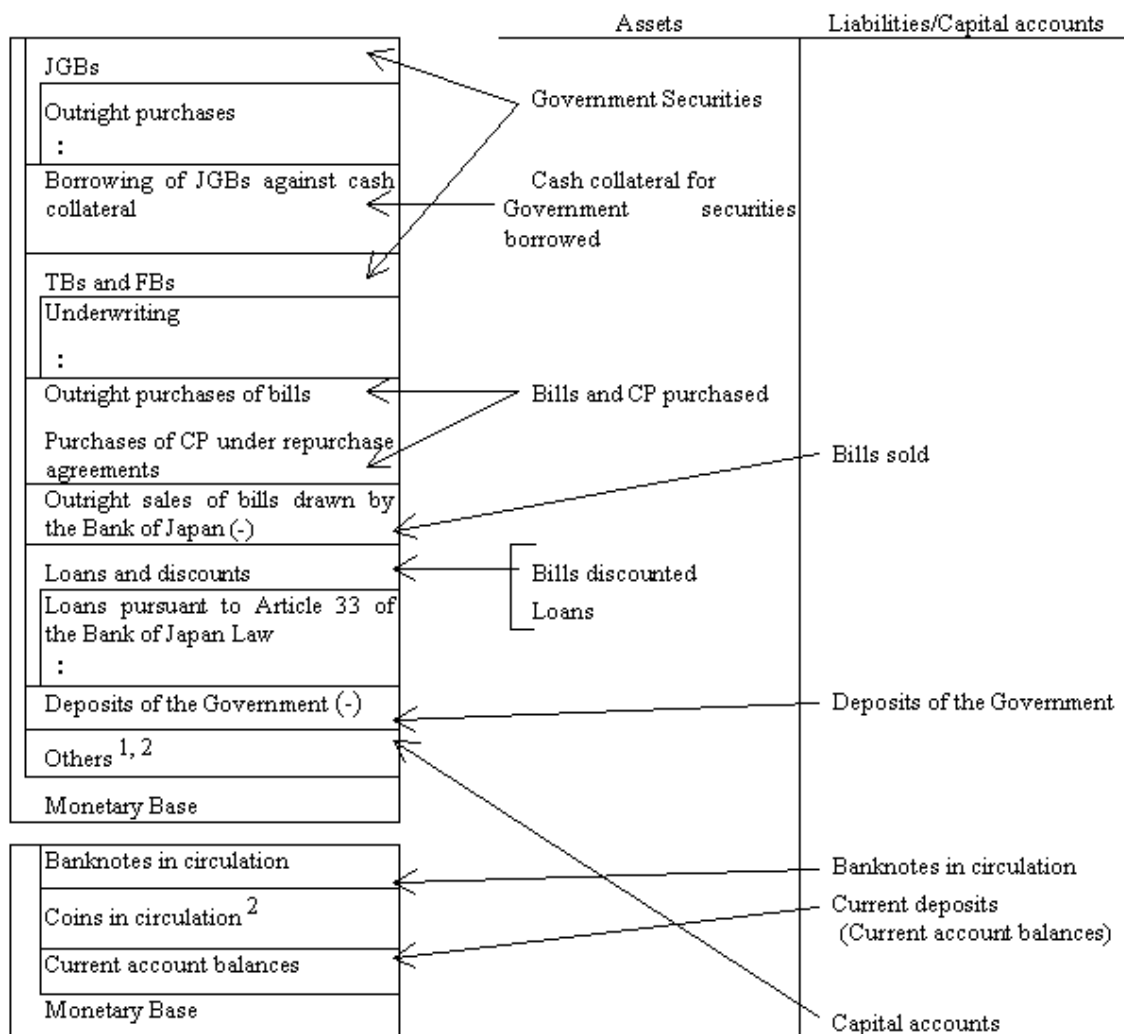 Assets
Liabilities/Capital accounts
JGBs
Outright purchases
:
Borrowing of JGBs against cash
collateral
TBs and FBs
Underwriting
:
Outright purchases of bills
Purchases of CP under repurchase
agreements
Outright sales of bills drawn by
the Bank of Japan (-)
Loans and discounts
Loans pursuant to Article 33 of
the Bank of Japan Law
:
Deposits of the Government (-)
Others 1, 2
Monetary Base
Banknotes in circulation
Coins in circulation 2
Current account balances
Monetary Base
Government Securities
Cash collateral for
Government securities
borrowed
Bills and CP purchased
Bills discounted
Loans
Bills sold
Deposits of the Government
Banknotes in circulation
Current deposits
(Current account balances)
Capital accounts